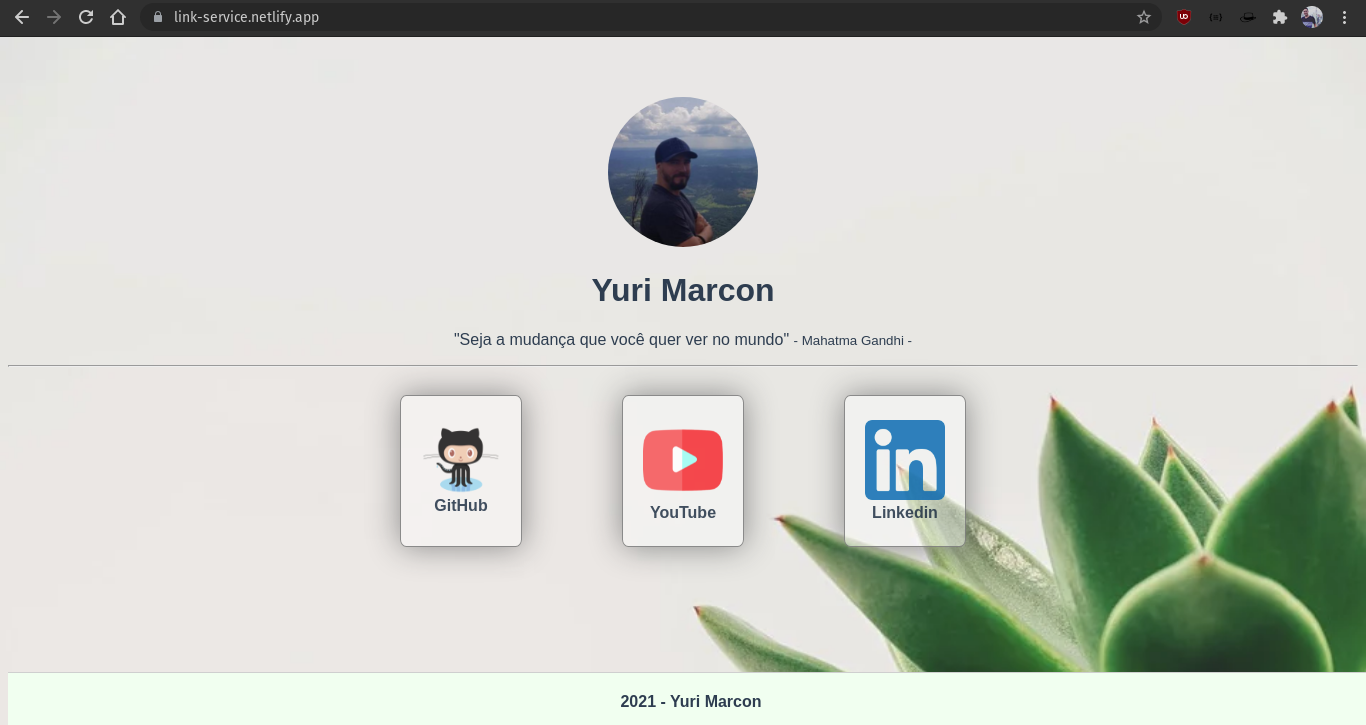 link-service.netlify.app
Yuri Marcon
"Seja a mudança que você quer ver no mundo" - Mahatma Gandhi -
in
GitHub
YouTube
Linkedin
2021 - Yuri Marcon